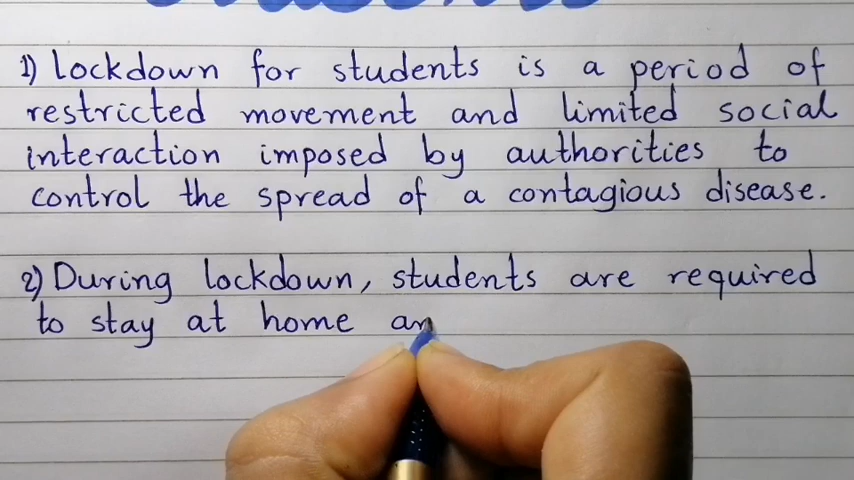 1) Lockdown for students is a period of
restricted movement and limited social
interaction imposed by authorities to
control the spread of a contagious disease.
2) During lockdown, students are required
to stay at home an